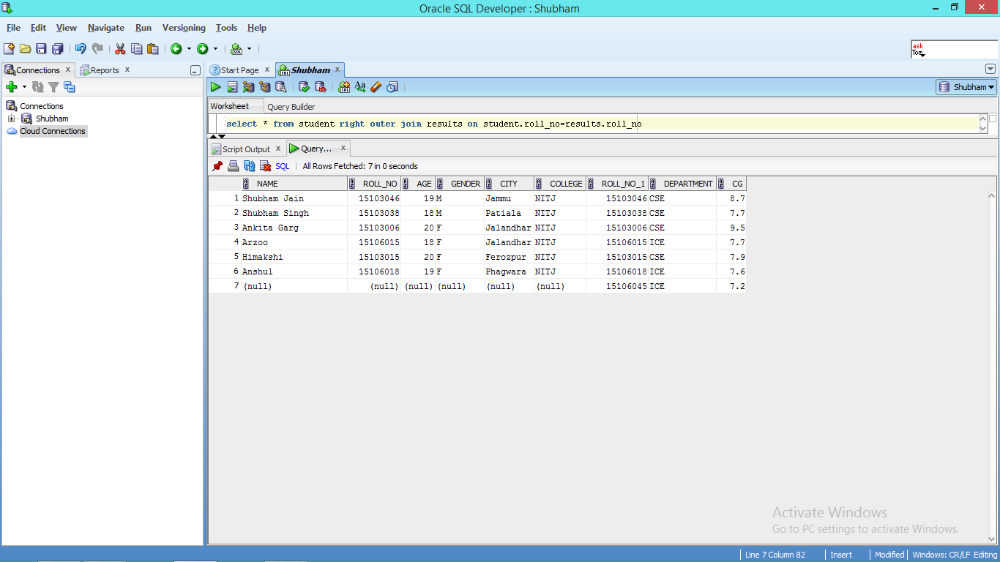 Oracle SQL Developer : Shubham
File Edit View Navigate Run Versioning Tools Help
ask
Tom
Connections Reports
Start Page Shubham
Shubham
Connections
Shubham
Cloud Connections
Worksheet Query Builder
select * from student right outer join results on student.roll_no=results.roll_no
Script Output Query...
SQL All Rows Fetched: 7 in 0 seconds
NAME ROLL_NO AGE GENDER CITY COLLEGE ROLL_NO_1 DEPARTMENT CG
1 Shubham Jain 15103046 19 M Jammu NITJ 15103046 CSE 8.7
2 Shubham Singh 15103038 18 M Patiala NITJ 15103038 CSE 7.7
3 Ankita Garg 15103006 20 F Jalandhar NITJ 15103006 CSE 9.5
4 Arzoo 15106015 18 F Jalandhar NITJ 15106015 ICE 7.7
5 Himakshi 15103015 20 F Ferozpur NITJ 15103015 CSE 7.9
6 Anshul 15106018 19 F Phagwara NITJ 15106018 ICE 7.6
7 (null) (null) (null) (null) (null) (null) 15106045 ICE 7.2
Activate Windows
Go to PC settings to activate Windows.
Line 7 Column 82 Insert Modified Windows: CR/LF Editing